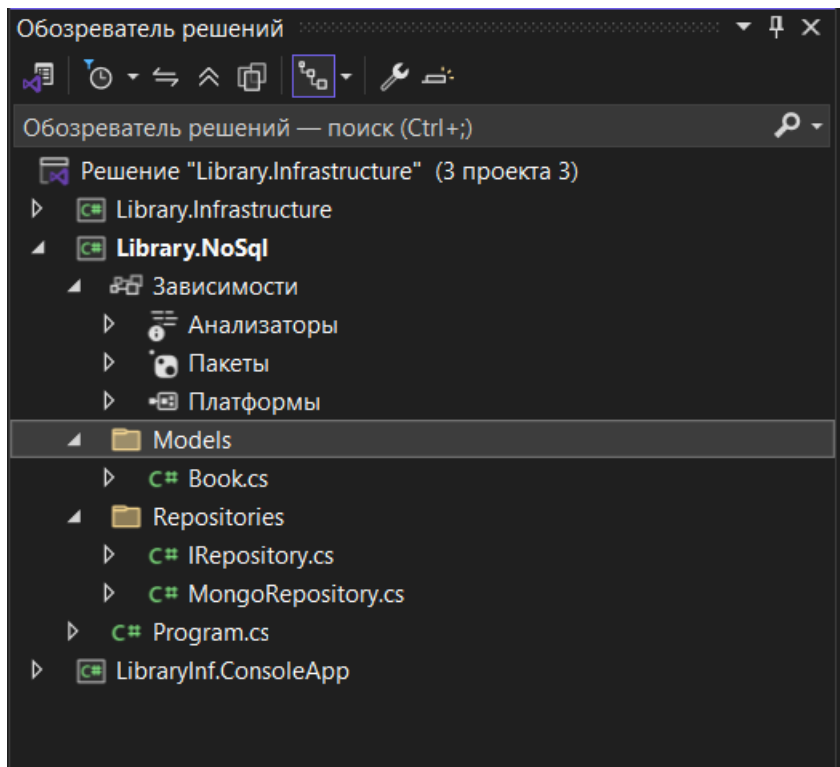 Обозреватель решений
Обозреватель решений — поиск (Ctrl+;)
Решение "Library.Infrastructure" (3 проекта 3)
C# Library.Infrastructure
C# Library.NoSql
Зависимости
Анализаторы
Пакеты
Платформы
Models
C# Book.cs
Repositories
C# IRepository.cs
C# MongoRepository.cs
C# Program.cs
C# LibraryInf.ConsoleApp